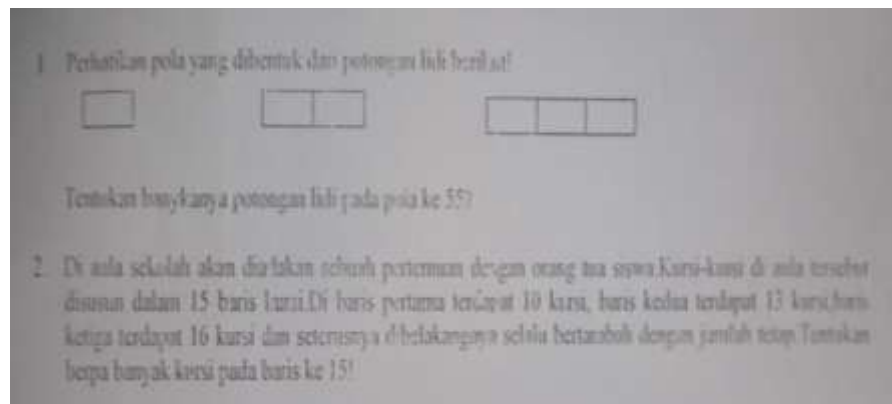 1. Perhatikan pola yang dibentuk dari potongan lidi berikut!
Tentukan banykanya potongan lidi pada pola ke 55?
2. Di aula sekolah akan diadakan sebuah pertemuan dengan orang tua siswa.Kursi-kursi di aula tersebut
disusun dalam 15 baris kursi.Di baris pertama terdapat 10 kursi, baris kedua terdapat 13 kursi,baris
ketiga terdapat 16 kursi dan seterusnya dibelakangnya selalu bertambah dengan jumlah tetap.Tentukan
berpa banyak kursi pada baris ke 15!